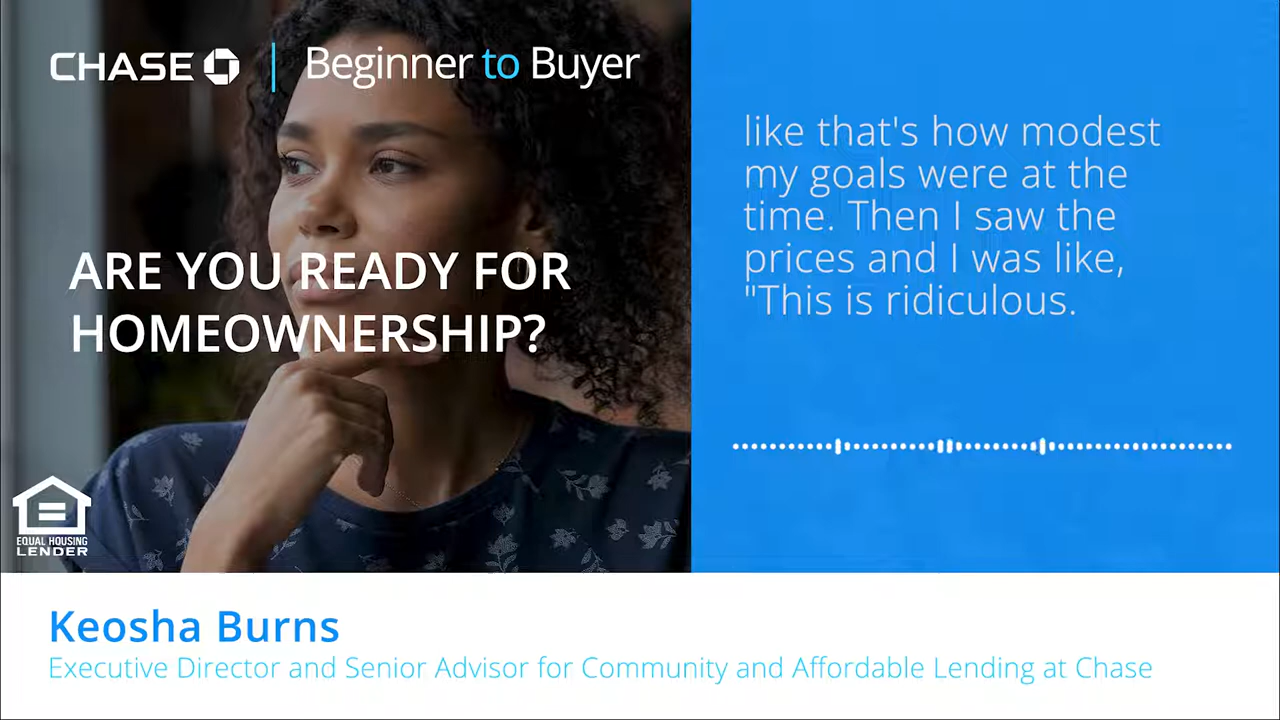 CHASE
Beginner to Buyer
ARE YOU READY FOR
HOMEOWNERSHIP?
EQUAL HOUSING
LENDER
like that's how modest
my goals were at the
time. Then I saw the
prices and I was like,
"This is ridiculous.
Keosha Burns
Executive Director and Senior Advisor for Community and Affordable Lending at Chase